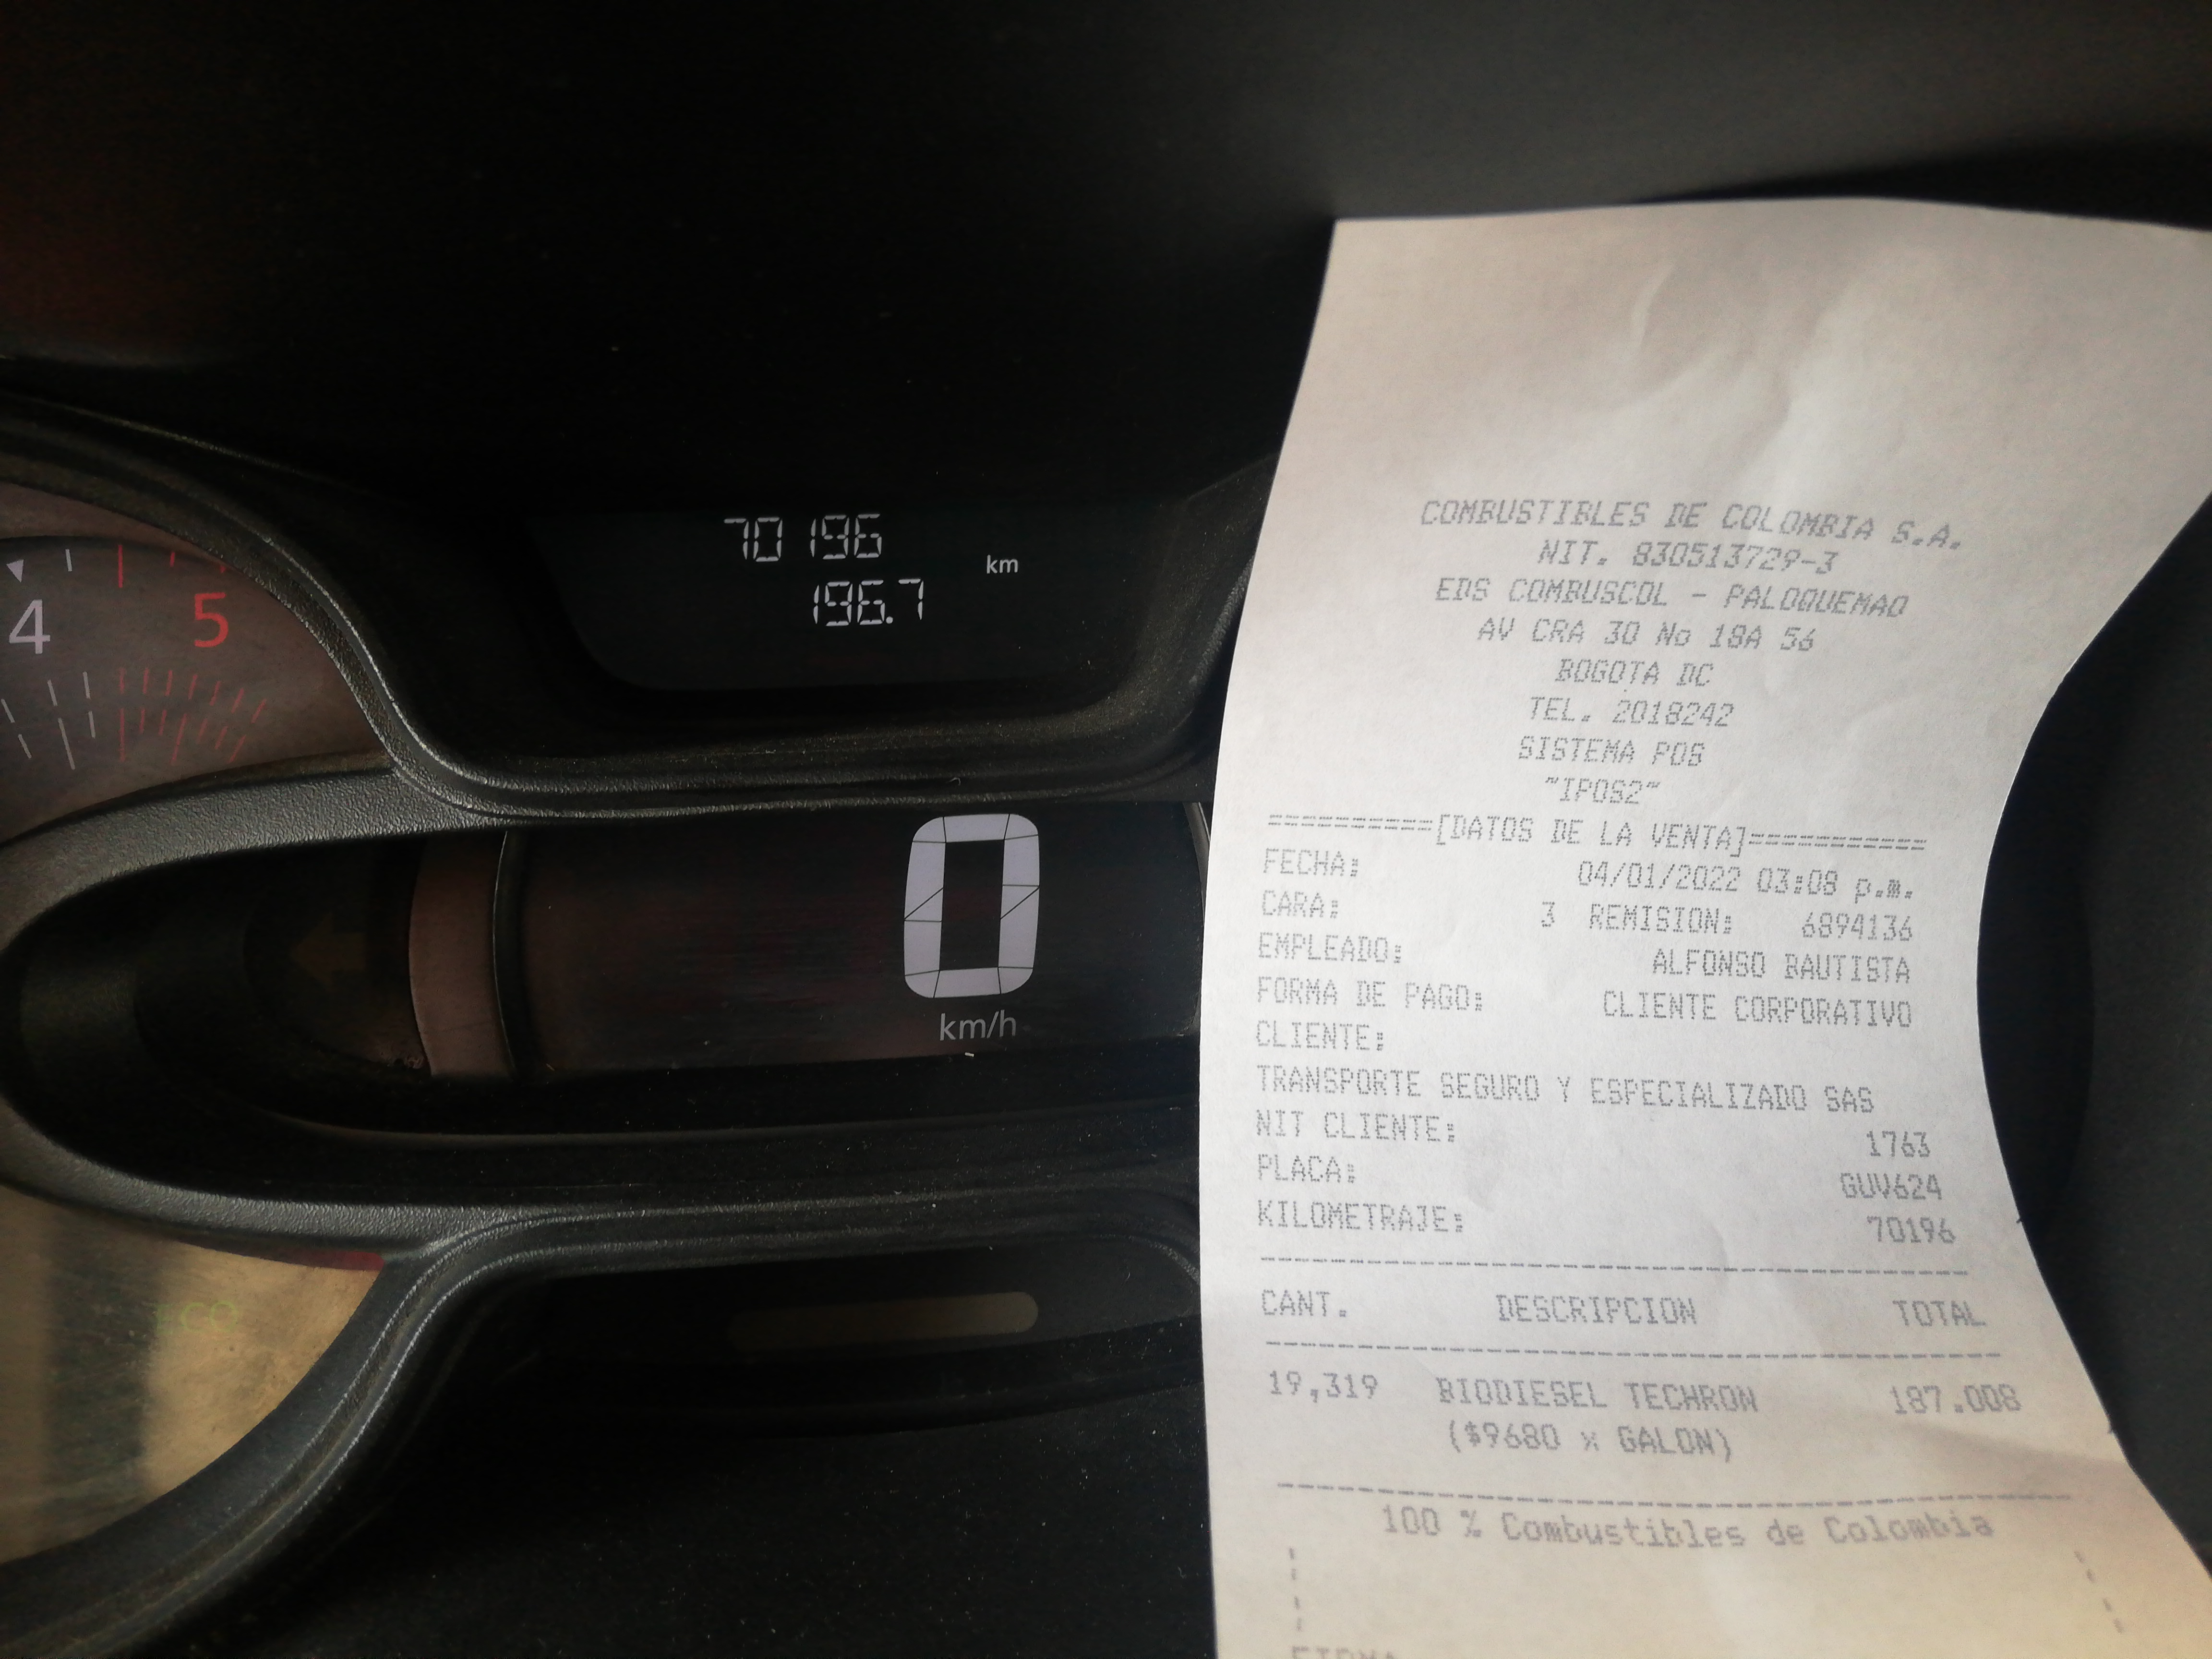 70196
km
196.7
4
5
0
km/h
ECO
COMBUSTIBLES DE COLOMBIA S.A.
NIT. 830513729-3
EDS COMBUSCOL - PALOQUEMAO
AV CRA 30 No 18A 56
BOGOTA DC
TEL. 2018242
SISTEMA POS
"IPOS2"
===========[DATOS DE LA VENTA]===========
FECHA: 04/01/2022 03:08 p.m.
CARA: 3 REMISION: 6894136
EMPLEADO: ALFONSO BAUTISTA
FORMA DE PAGO: CLIENTE CORPORATIVO
CLIENTE:
TRANSPORTE SEGURO Y ESPECIALIZADO SAS
NIT CLIENTE: 1763
PLACA: GUV624
KILOMETRAJE: 70196
CANT. DESCRIPCION TOTAL
19,319 BIODIESEL TECHRON 187.008
($9680 x GALON)
100 % Combustibles de Colombia